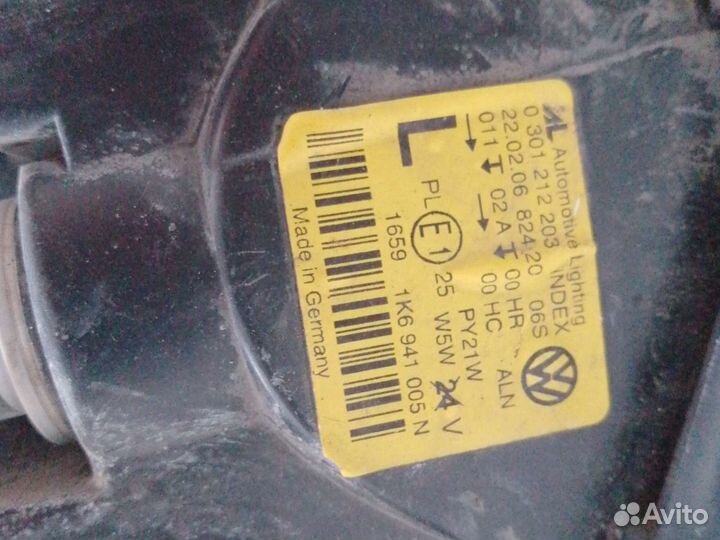 AL Automotive Lighting
0 301 212 203 INDEX
22.02.06 824 20 06S
011 02 A 00 HR ALN
00 HC
L PL E1 25 PY21W
W5W 24 V
1659 1K6 941 005 N
Made in Germany
VW
Avito